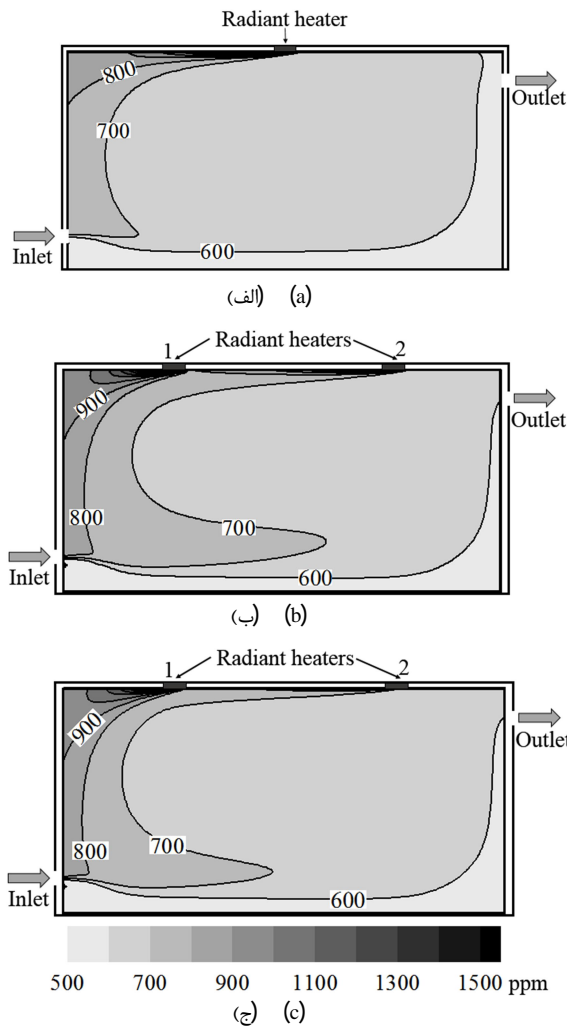 Radiant heater
800
700
Outlet
Inlet
600
(الف) (a)
Radiant heaters
1 2
900
Outlet
800
700
Inlet
600
(ب) (b)
Radiant heaters
1 2
900
Outlet
800
700
Inlet
600
500 700 900 1100 1300 1500 ppm
(ج) (c)